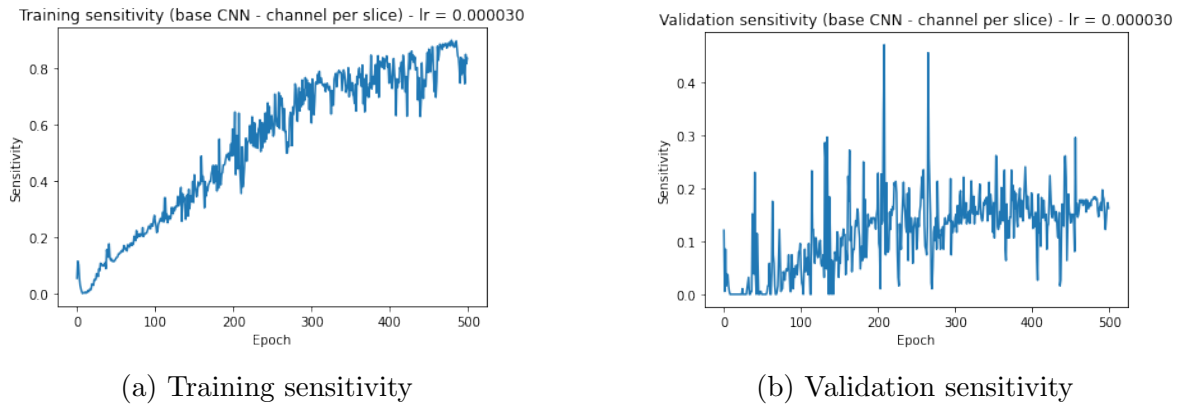 Training sensitivity (base CNN - channel per slice) - lr = 0.000030
Sensitivity
0.8
0.6
0.4
0.2
0.0
0 100 200 300 400 500
Epoch
(a) Training sensitivity
Validation sensitivity (base CNN - channel per slice) - lr = 0.000030
Sensitivity
0.4
0.3
0.2
0.1
0.0
0 100 200 300 400 500
Epoch
(b) Validation sensitivity